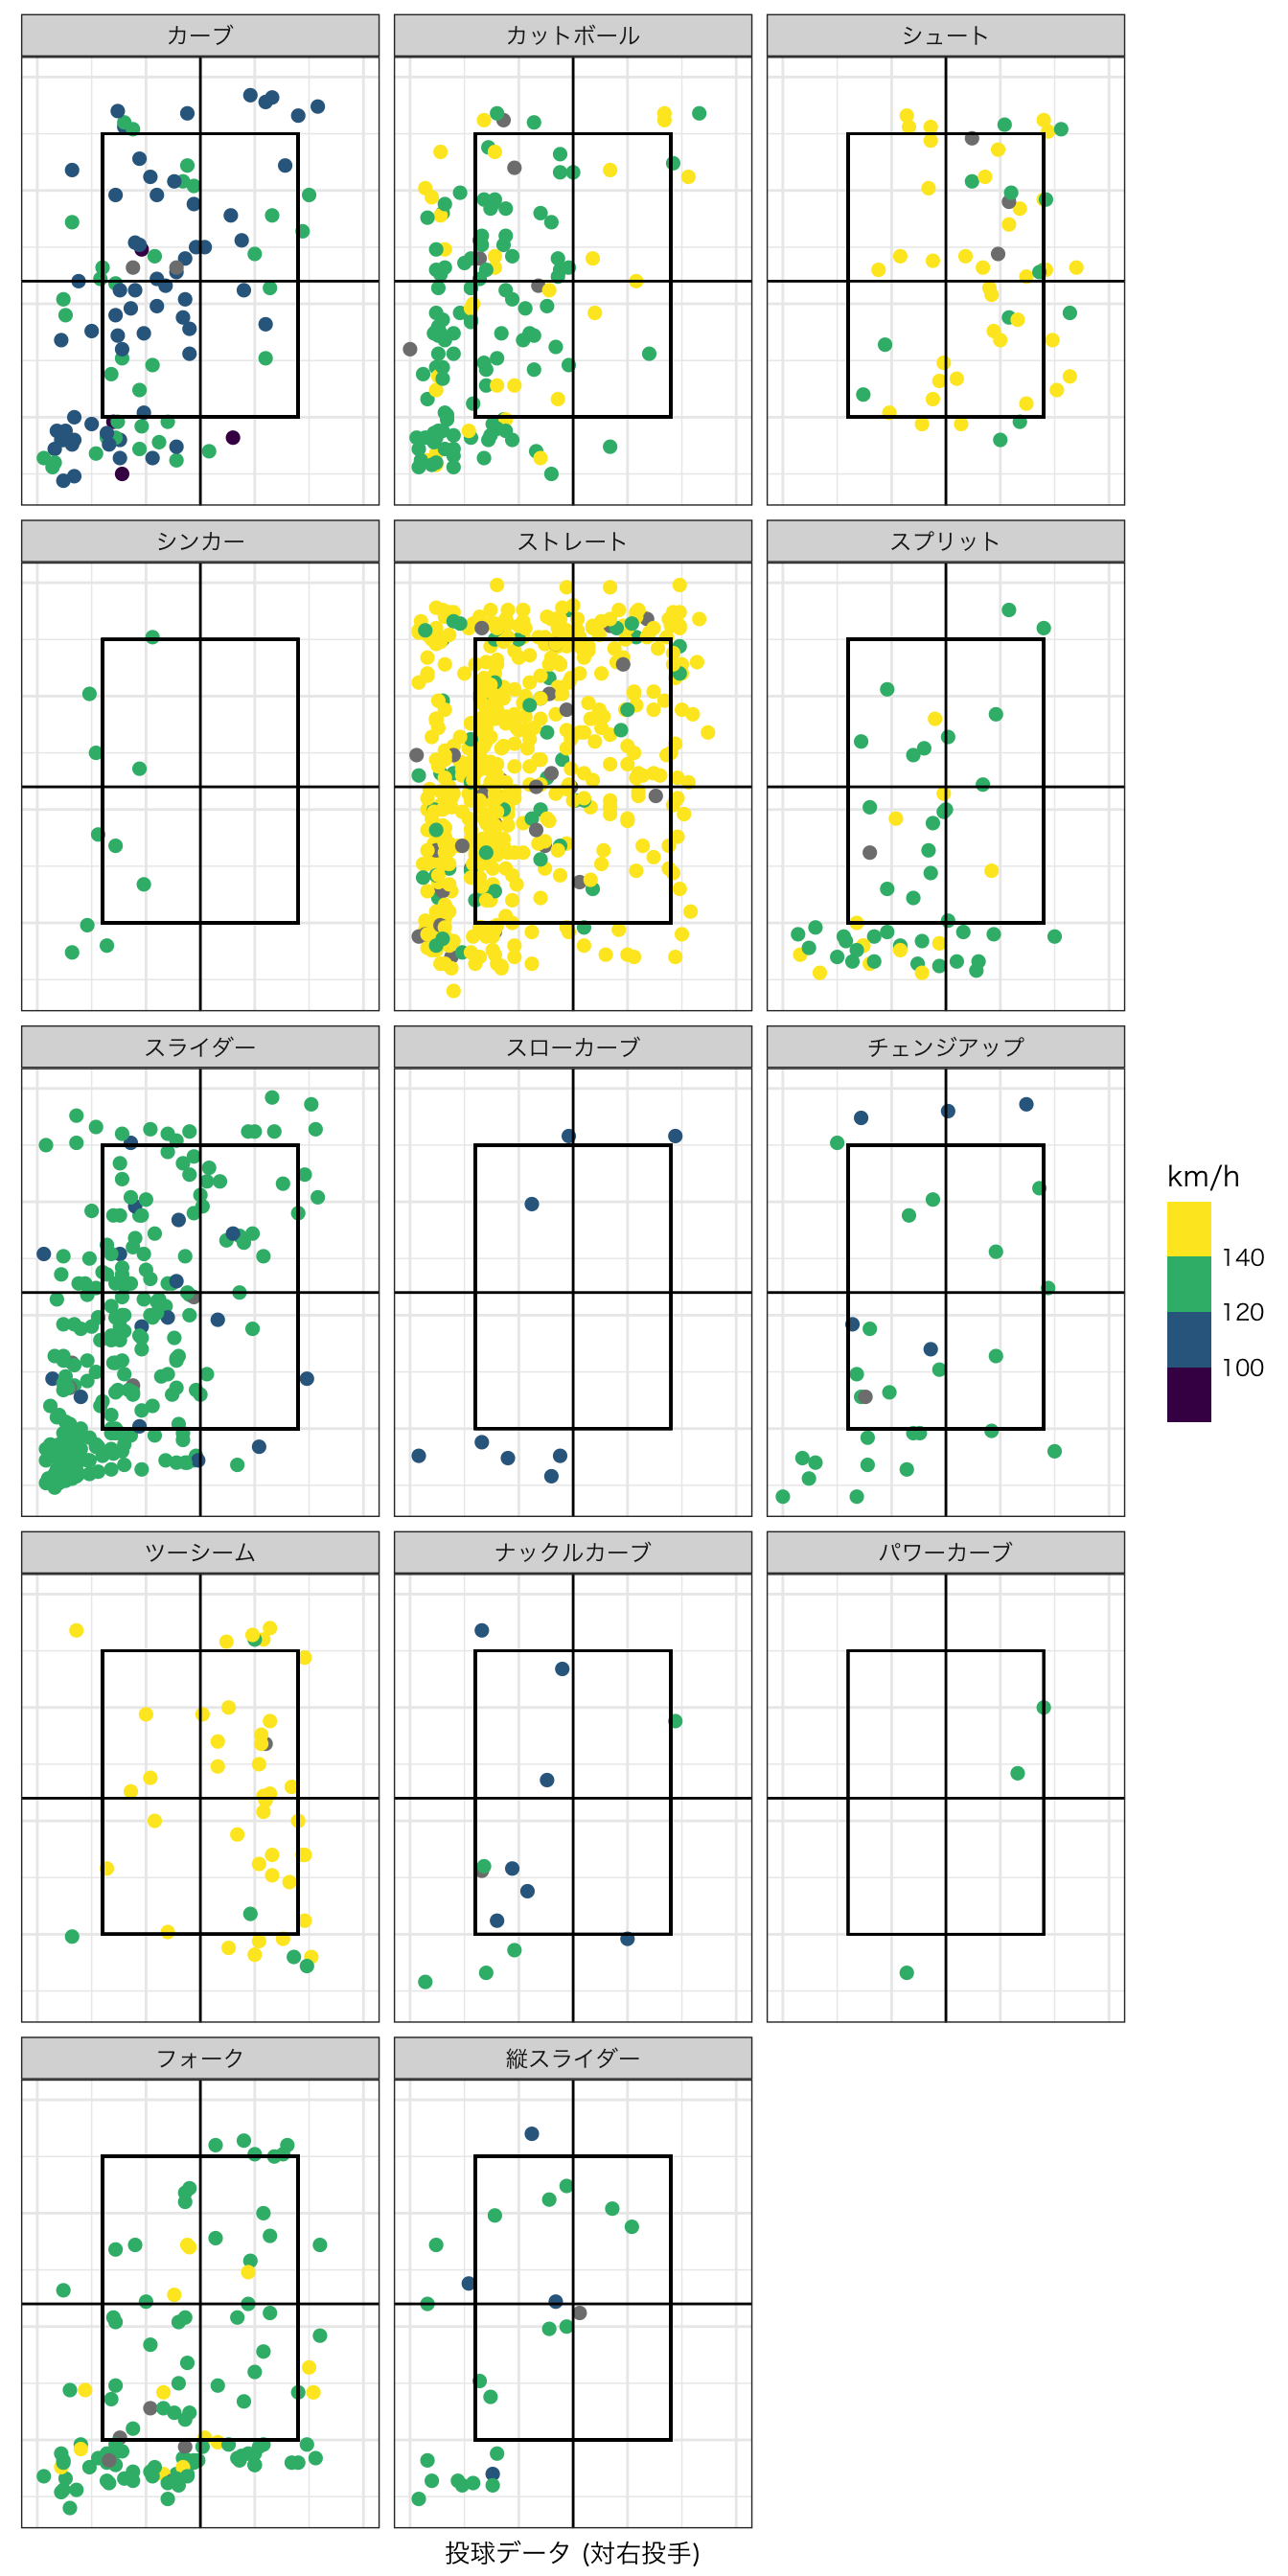 カーブ
カットボール
シュート
シンカー
ストレート
スプリット
スライダー
スローカーブ
チェンジアップ
km/h
140
120
100
ツーシーム
ナックルカーブ
パワーカーブ
フォーク
縦スライダー
投球データ (対右投手)